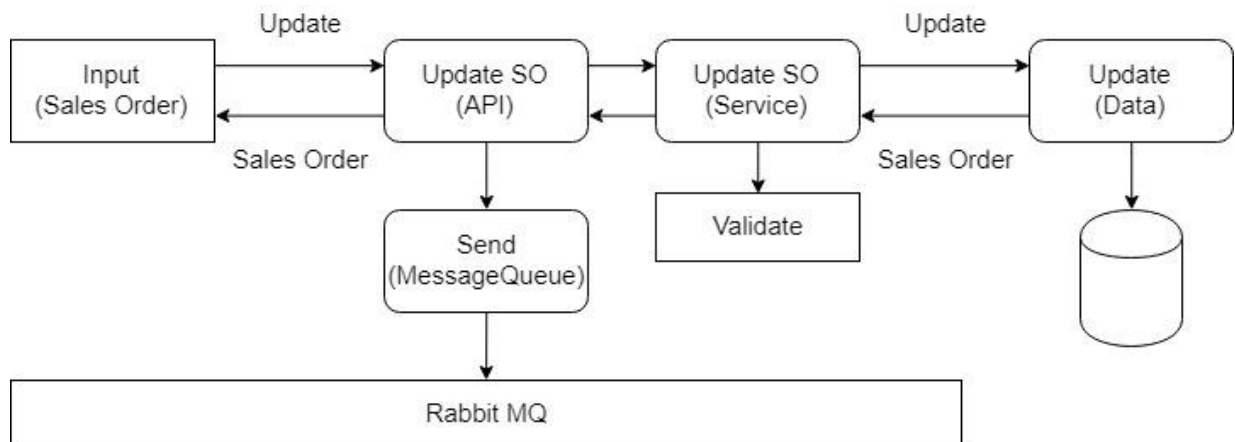 Update
Update
Input
(Sales Order)
Update SO
(API)
Update SO
(Service)
Update
(Data)
Sales Order
Sales Order
Send
(MessageQueue)
Validate
Rabbit MQ